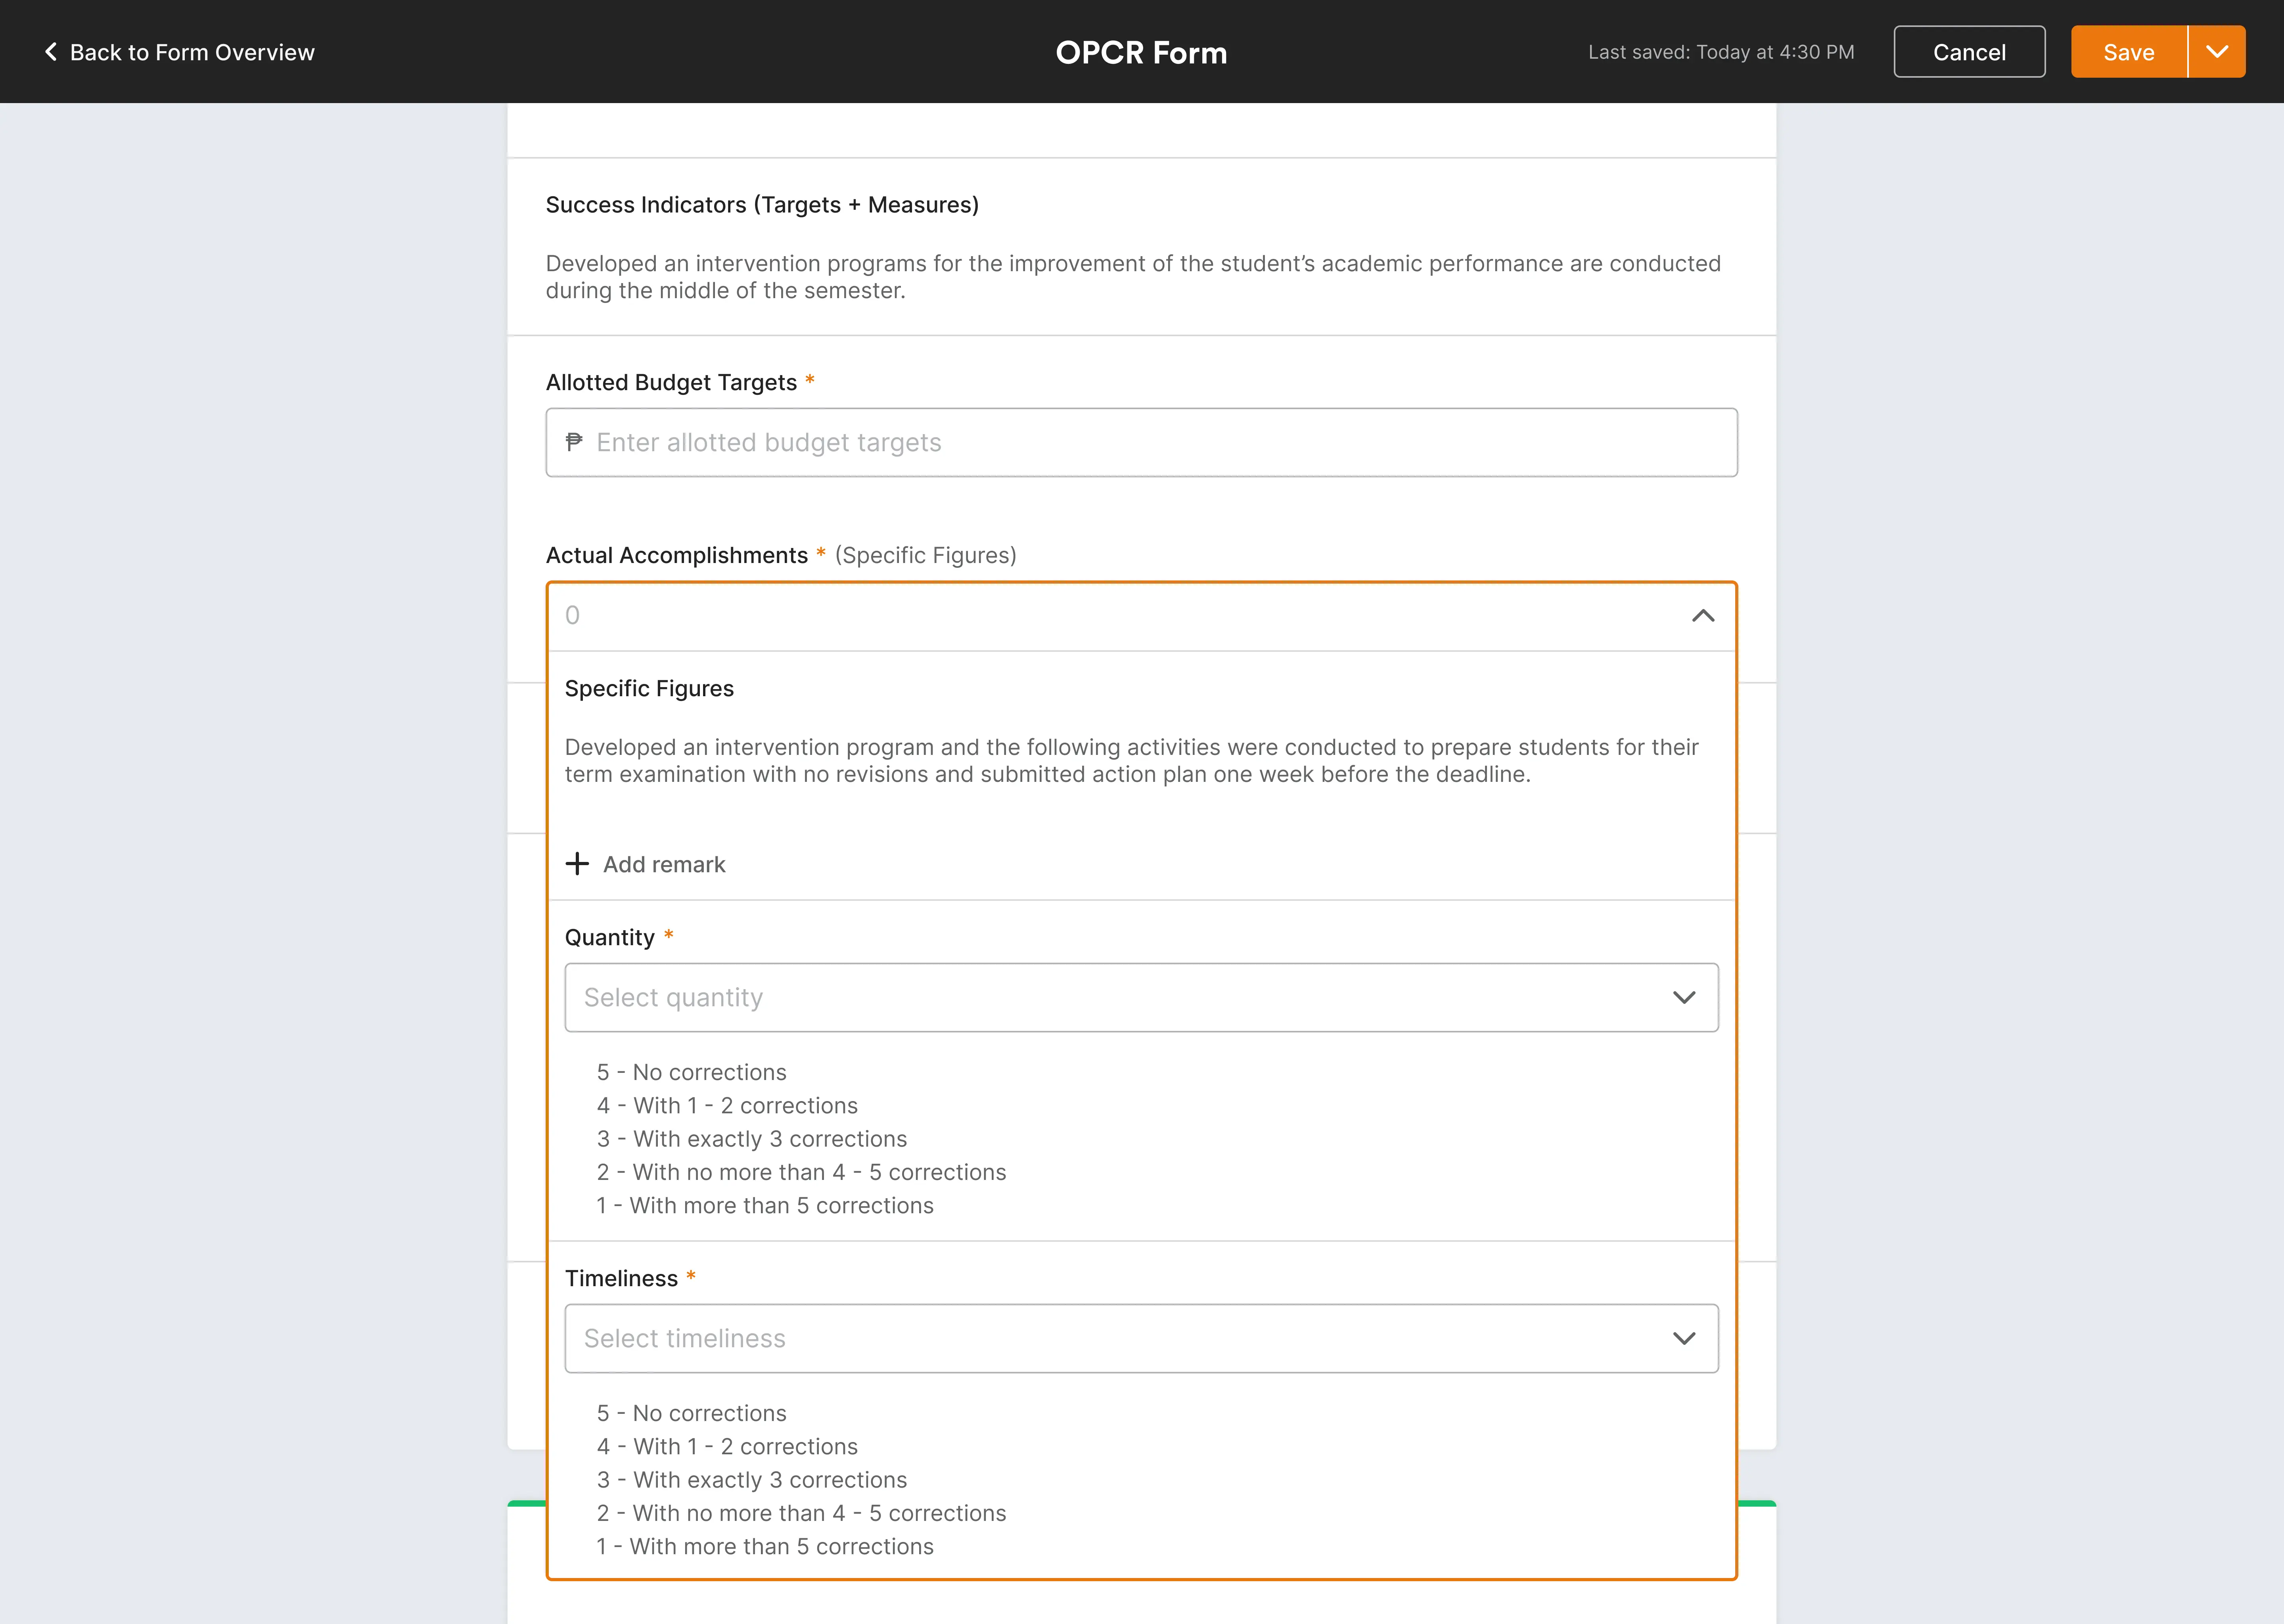 Back to Form Overview
OPCR Form
Last saved: Today at 4:30 PM
Cancel
Save
Success Indicators (Targets + Measures)
Developed an intervention programs for the improvement of the student’s academic performance are conducted
during the middle of the semester.
Allotted Budget Targets *
₱ Enter allotted budget targets
Actual Accomplishments * (Specific Figures)
0
Specific Figures
Developed an intervention program and the following activities were conducted to prepare students for their
term examination with no revisions and submitted action plan one week before the deadline.
Add remark
Quantity *
Select quantity
5 - No corrections
4 - With 1 - 2 corrections
3 - With exactly 3 corrections
2 - With no more than 4 - 5 corrections
1 - With more than 5 corrections
Timeliness *
Select timeliness
5 - No corrections
4 - With 1 - 2 corrections
3 - With exactly 3 corrections
2 - With no more than 4 - 5 corrections
1 - With more than 5 corrections